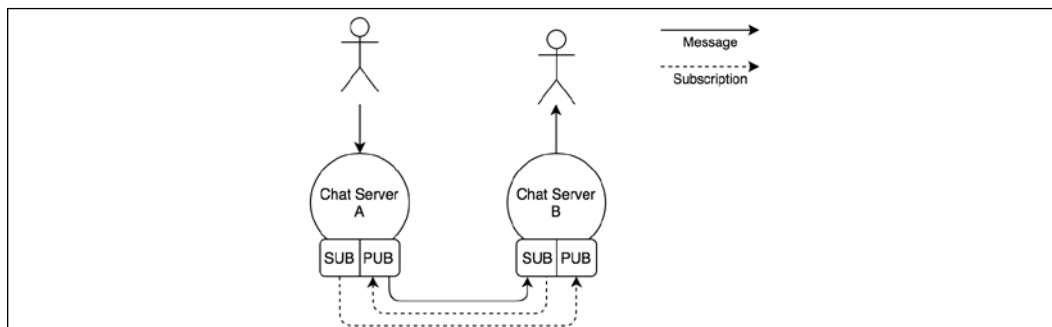 Message
Subscription
Chat Server
A
Chat Server
B
SUB PUB
SUB PUB